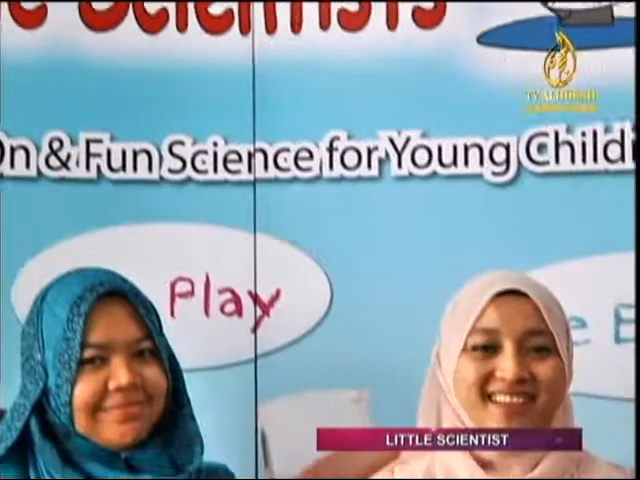 e Scientists
On & Fun Science for Young Child
Play
e B
LITTLE SCIENTIST